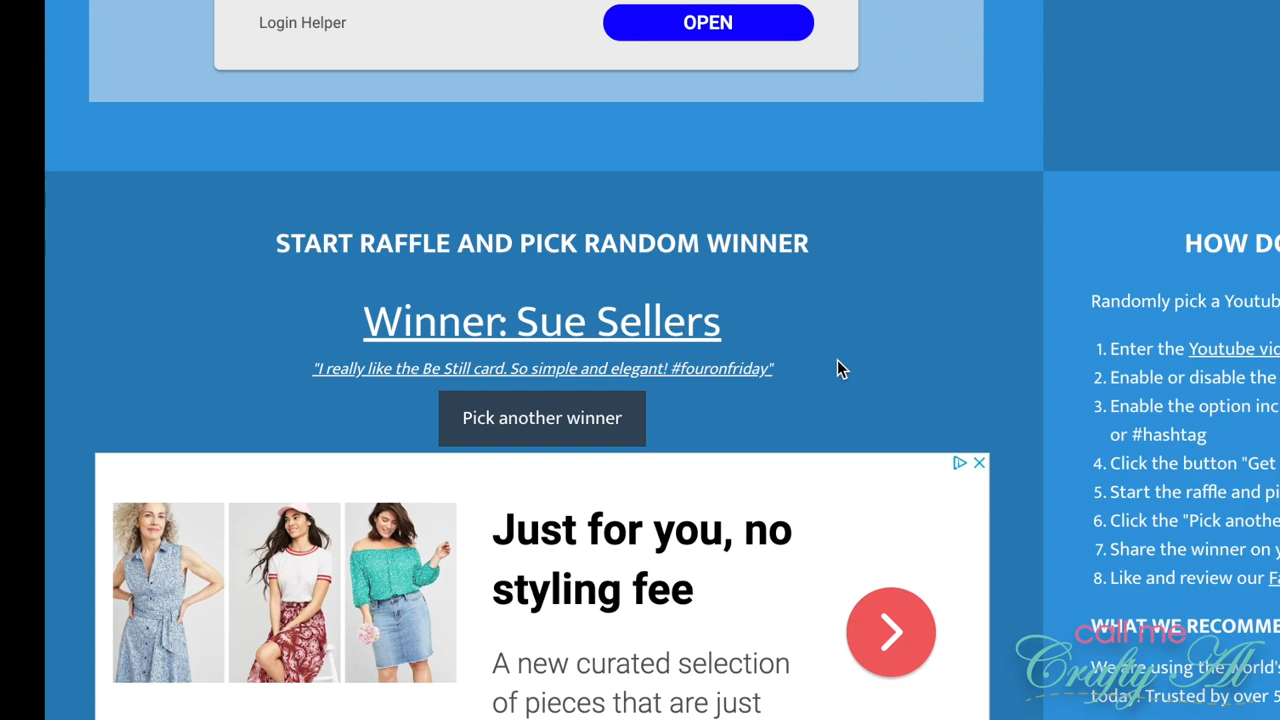 Login Helper
OPEN
START RAFFLE AND PICK RANDOM WINNER
Winner: Sue Sellers
"I really like the Be Still card. So simple and elegant! #fouronfriday"
Pick another winner
Just for you, no
styling fee
A new curated selection
of pieces that are just
HOW DO
Randomly pick a Youtub
1. Enter the Youtube vid
2. Enable or disable the
3. Enable the option inc
or #hashtag
4. Click the button "Get
5. Start the raffle and pi
6. Click the "Pick anothe
7. Share the winner on y
8. Like and review our Fa
WHAT WE RECOMME
We are using the world's
today! Trusted by over 5
call me
Crafty Al